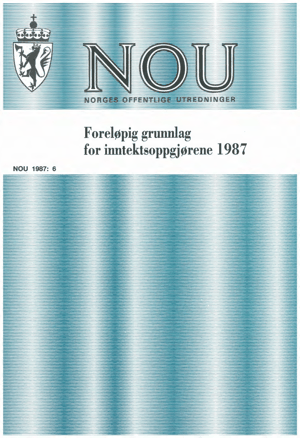 NOU
NORGES OFFENTLIGE UTREDNINGER
Foreløpig grunnlag
for inntektsoppgjørene 1987
NOU 1987: 6